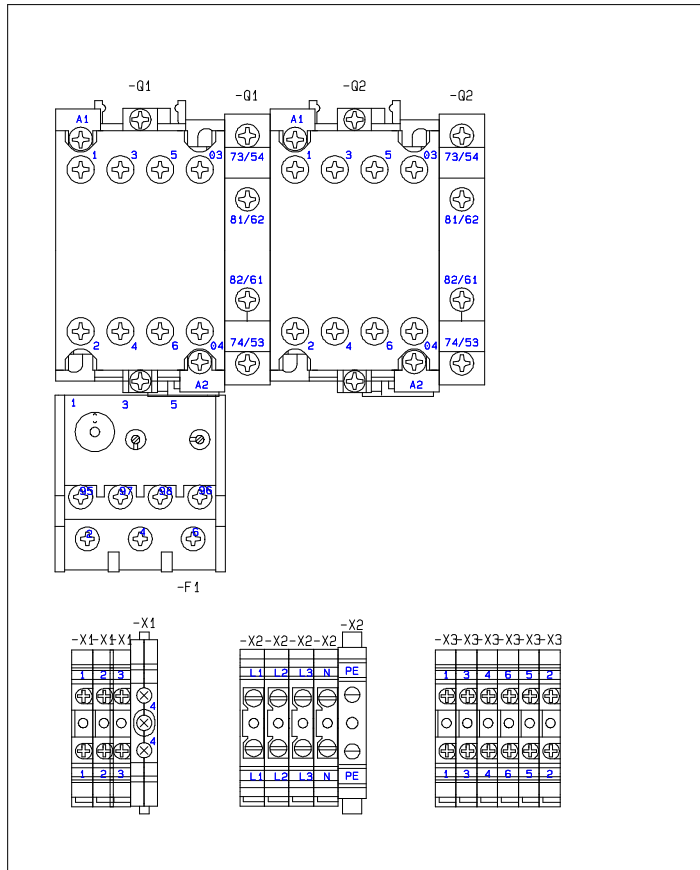 -Q1 -Q1 -Q2 -Q2
A1 A1
1 3 5 03 73/54 1 3 5 03 73/54
81/62 81/62
82/61 82/61
2 4 6 04 74/53 2 4 6 04 74/53
A2 A2
1 3 5
95 97 98 96
2 4 6
-F1
-X1 -X2
-X1 -X1 -X1 -X2 -X2 -X2 -X2 -X3 -X3 -X3 -X3 -X3 -X3
1 2 3 L1 L2 L3 N PE 1 3 4 6 5 2
4
4
1 2 3 L1 L2 L3 N PE 1 3 4 6 5 2